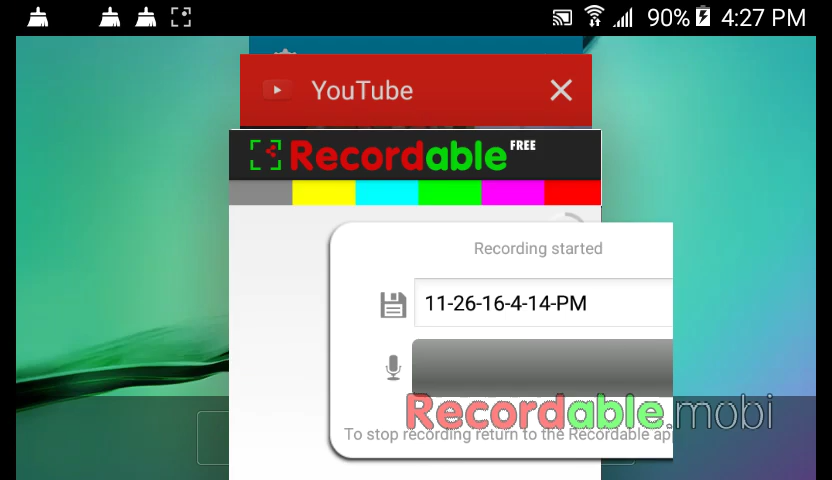 90% 4:27 PM
YouTube
Recordable FREE
Recording started
11-26-16-4-14-PM
Recordable.mobi
To stop recording return to the Recordable ap